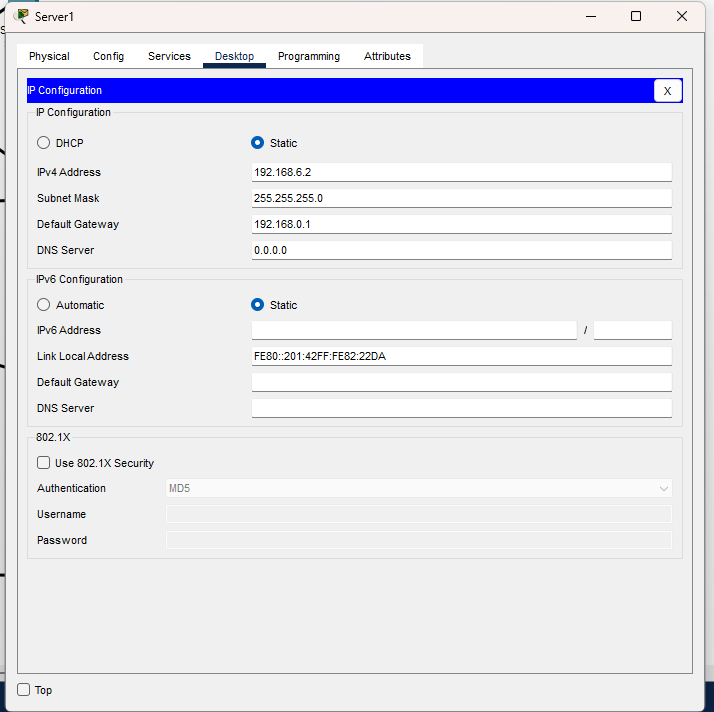 Server1
Physical Config Services Desktop Programming Attributes
IP Configuration X
IP Configuration
DHCP Static
IPv4 Address 192.168.6.2
Subnet Mask 255.255.255.0
Default Gateway 192.168.0.1
DNS Server 0.0.0.0
IPv6 Configuration
Automatic Static
IPv6 Address /
Link Local Address FE80::201:42FF:FE82:22DA
Default Gateway
DNS Server
802.1X
Use 802.1X Security
Authentication MD5
Username
Password
Top